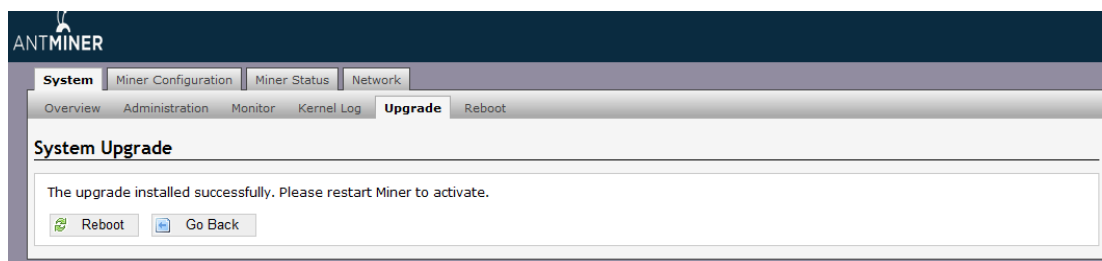 ANTMINER
System Miner Configuration Miner Status Network
Overview Administration Monitor Kernel Log Upgrade Reboot
System Upgrade
The upgrade installed successfully. Please restart Miner to activate.
Reboot Go Back